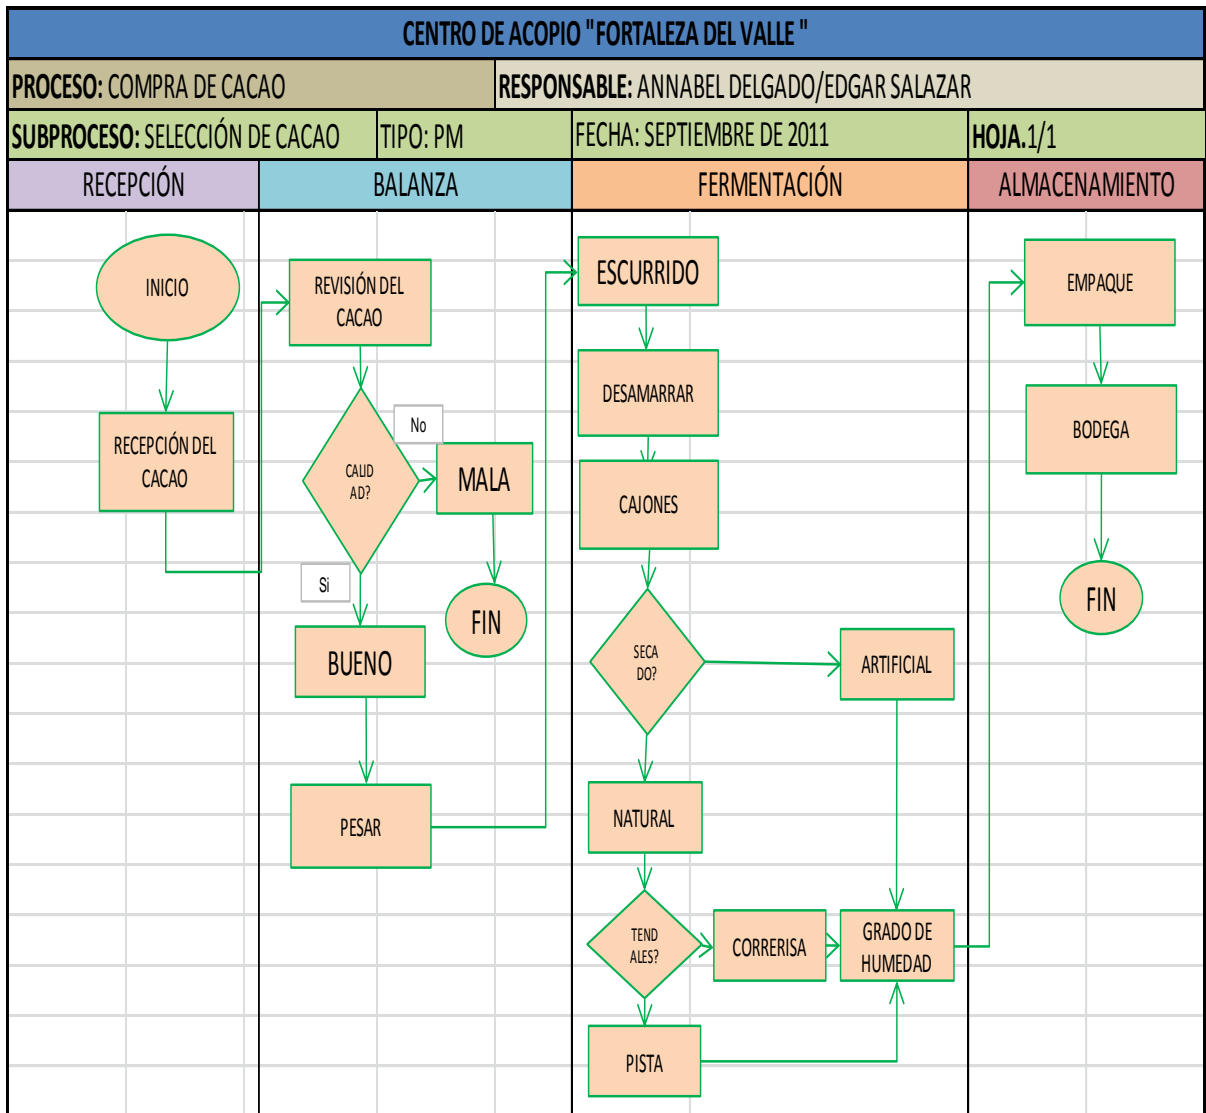 CENTRO DE ACOPIO "FORTALEZA DEL VALLE "
PROCESO: COMPRA DE CACAO
RESPONSABLE: ANNABEL DELGADO/EDGAR SALAZAR
SUBPROCESO: SELECCIÓN DE CACAO
TIPO: PM
FECHA: SEPTIEMBRE DE 2011
HOJA.1/1
RECEPCIÓN
BALANZA
FERMENTACIÓN
ALMACENAMIENTO
INICIO
RECEPCIÓN DEL
CACAO
REVISIÓN DEL
CACAO
CALID
AD?
No
MALA
FIN
Si
BUENO
PESAR
ESCURRIDO
DESAMARRAR
CAJONES
SECA
DO?
ARTIFICIAL
NATURAL
TEND
ALES?
CORRERISA
GRADO DE
HUMEDAD
PISTA
EMPAQUE
BODEGA
FIN